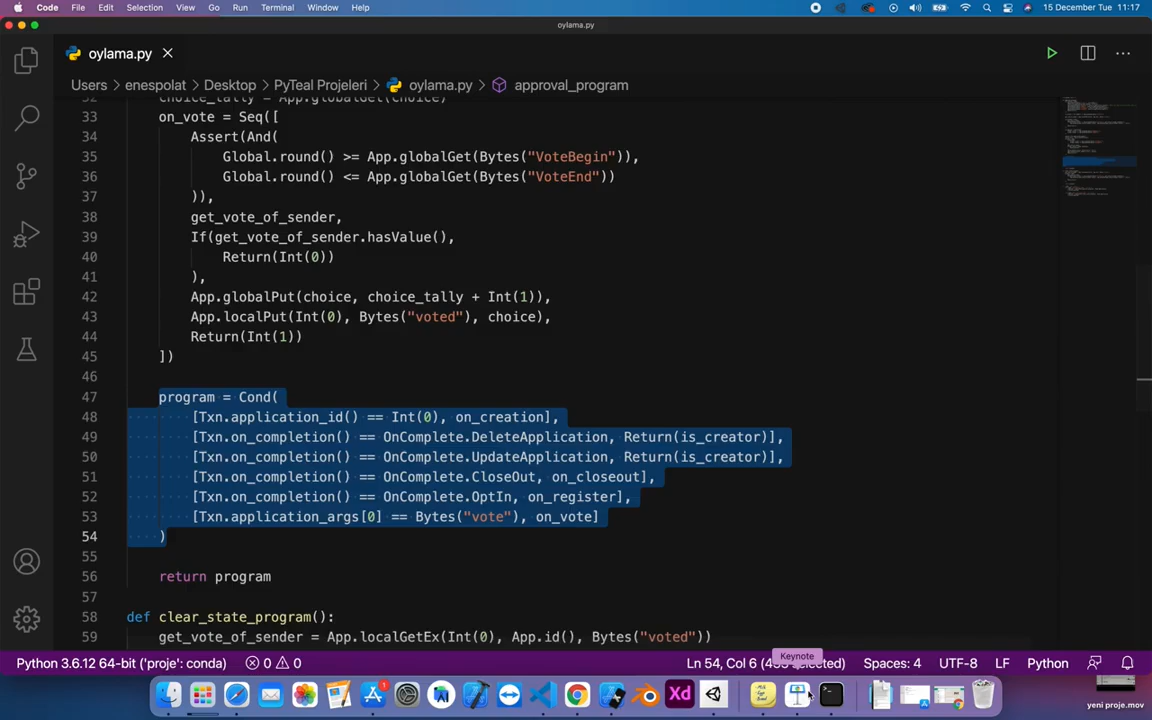 Code File Edit Selection View Go Run Terminal Window Help 15 December Tue 11:17
oylama.py
oylama.py
Users > enespolat > Desktop > PyTeal Projeleri > oylama.py > approval_program
32 choice_tally = App.globalGet(choice)
33 on_vote = Seq([
34 Assert(And(
35 Global.round() >= App.globalGet(Bytes("VoteBegin")),
36 Global.round() <= App.globalGet(Bytes("VoteEnd"))
37 )),
38 get_vote_of_sender,
39 If(get_vote_of_sender.hasValue(),
40 Return(Int(0))
41 ),
42 App.globalPut(choice, choice_tally + Int(1)),
43 App.localPut(Int(0), Bytes("voted"), choice),
44 Return(Int(1))
45 ])
46
47 program = Cond(
48 [Txn.application_id() == Int(0), on_creation],
49 [Txn.on_completion() == OnComplete.DeleteApplication, Return(is_creator)],
50 [Txn.on_completion() == OnComplete.UpdateApplication, Return(is_creator)],
51 [Txn.on_completion() == OnComplete.CloseOut, on_closeout],
52 [Txn.on_completion() == OnComplete.OptIn, on_register],
53 [Txn.application_args[0] == Bytes("vote"), on_vote]
54 )
55
56 return program
57
58 def clear_state_program():
59 get_vote_of_sender = App.localGetEx(Int(0), App.id(), Bytes("voted"))
Keynote
Python 3.6.12 64-bit ('proje': conda) 0 0 Ln 54, Col 6 selected) Spaces: 4 UTF-8 LF Python
1
Xd
yeni proje.mov